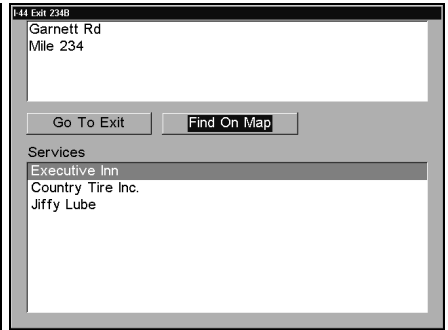 I-44 Exit 234B
Garnett Rd
Mile 234
Go To Exit Find On Map
Services
Executive Inn
Country Tire Inc.
Jiffy Lube